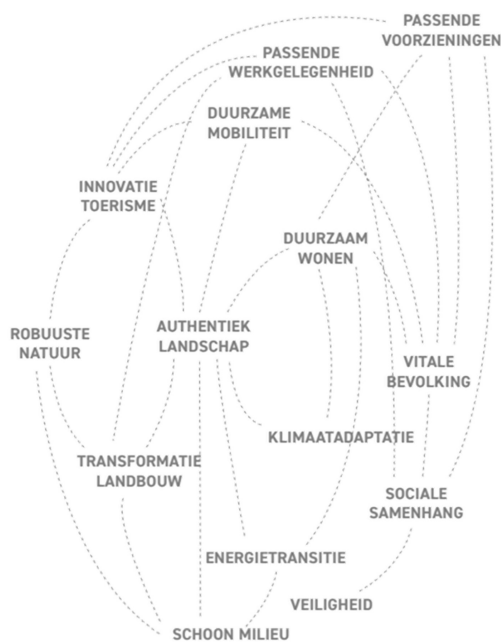 PASSENDE
VOORZIENINGEN
PASSENDE
WERKGELEGENHEID
DUURZAME
MOBILITEIT
INNOVATIE
TOERISME
DUURZAAM
WONEN
ROBUUSTE
NATUUR
AUTHENTIEK
LANDSCHAP
VITALE
BEVOLKING
KLIMAATADAPTATIE
TRANSFORMATIE
LANDBOUW
SOCIALE
SAMENHANG
ENERGIETRANSITIE
VEILIGHEID
SCHOON MILIEU